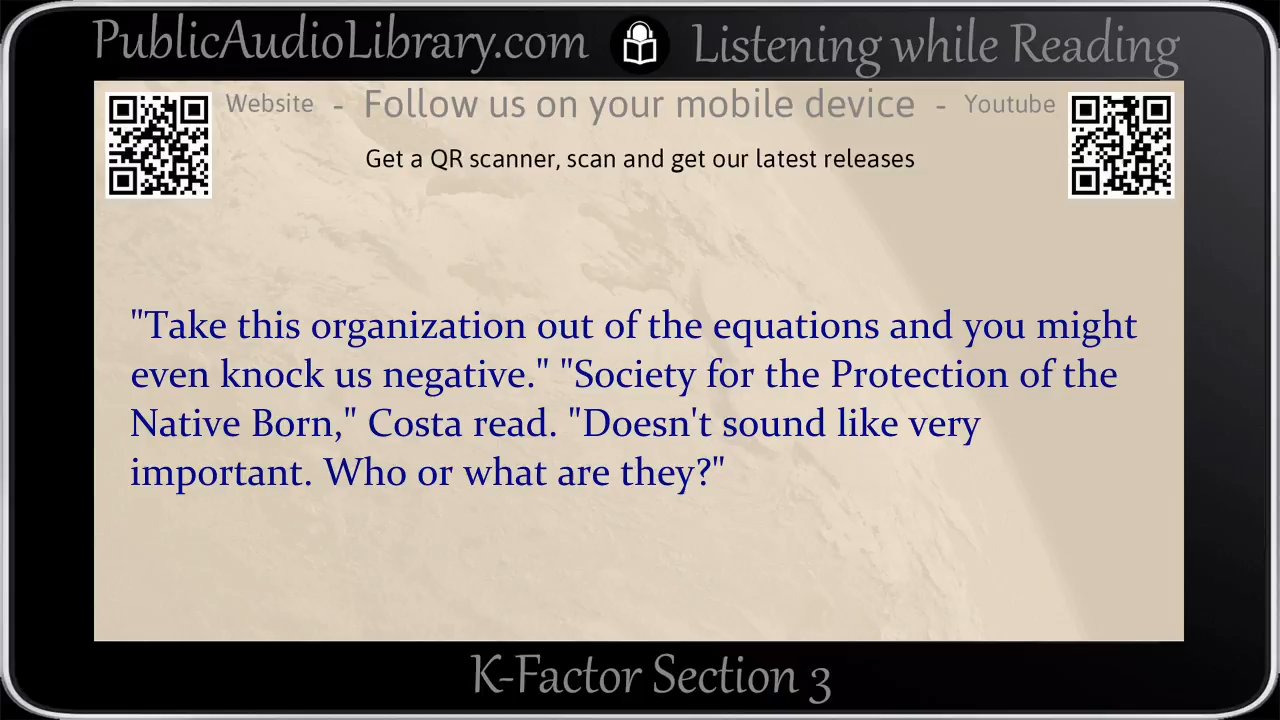 PublicAudioLibrary.com Listening while Reading
Website - Follow us on your mobile device - Youtube
Get a QR scanner, scan and get our latest releases
"Take this organization out of the equations and you might
even knock us negative." "Society for the Protection of the
Native Born," Costa read. "Doesn't sound like very
important. Who or what are they?"
K-Factor Section 3